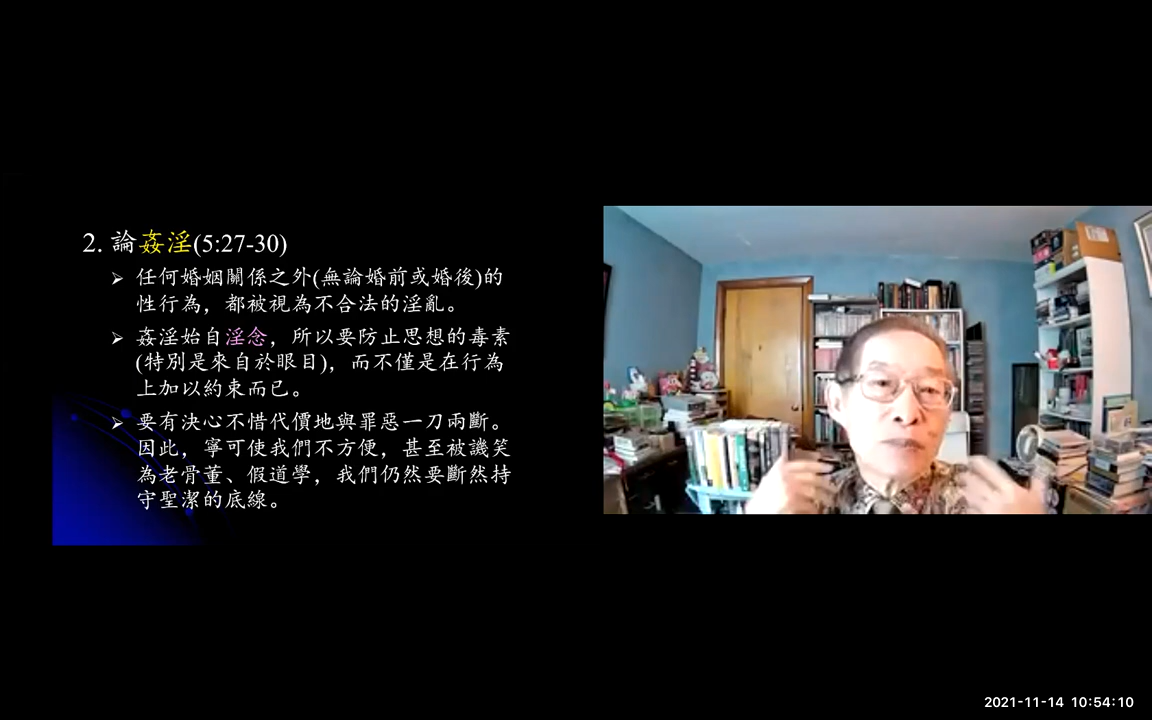 2. 論姦淫(5:27-30)
➢ 任何婚姻關係之外(無論婚前或婚後)的
性行為，都被視為不合法的淫亂。
➢ 姦淫始自淫念，所以要防止思想的毒素
(特別是來自於眼目)，而不僅是在行為
上加以約束而已。
➢ 要有決心不惜代價地與罪惡一刀兩斷。
因此，寧可使我們不方便，甚至被譏笑
為老骨董、假道學，我們仍然要斷然持
守聖潔的底線。
2021-11-14 10:54:10